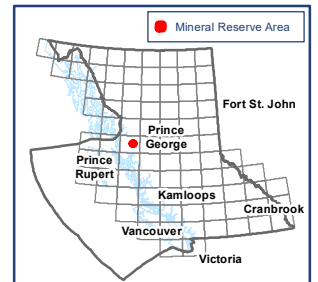 Mineral Reserve Area
Fort St. John
Prince
George
Prince
Rupert
Kamloops
Cranbrook
Vancouver
Victoria